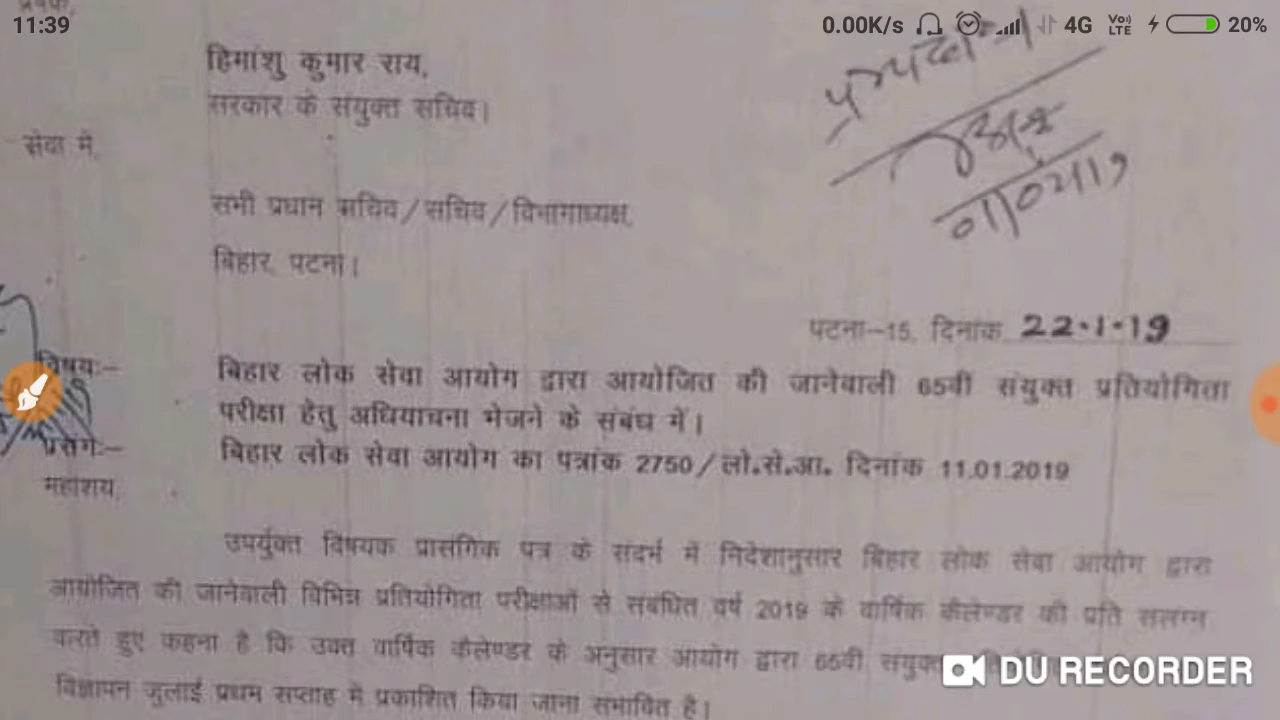 11:39 0.00K/s 4G Vo) LTE 20%
प्रेषक,
हिमांशु कुमार राय,
सरकार के संयुक्त सचिव।
सेवा में,
सभी प्रधान सचिव/सचिव/विभागाध्यक्ष,
बिहार, पटना।
पटना–15, दिनांक 22.1.19
विषय:– बिहार लोक सेवा आयोग द्वारा आयोजित की जानेवाली 65वीं संयुक्त प्रतियोगिता
परीक्षा हेतु अधियाचना भेजने के संबंध में।
प्रसंग:– बिहार लोक सेवा आयोग का पत्रांक 2750/लो.से.आ. दिनांक 11.01.2019
महाशय,
उपर्युक्त विषयक प्रासंगिक पत्र के संदर्भ में निदेशानुसार बिहार लोक सेवा आयोग द्वारा
आयोजित की जानेवाली विभिन्न प्रतियोगिता परीक्षाओं से संबंधित वर्ष 2019 के वार्षिक कैलेण्डर की प्रति संलग्न
करते हुए कहना है कि उक्त वार्षिक कैलेण्डर के अनुसार आयोग द्वारा 65वीं संयुक्त
विज्ञापन जुलाई प्रथम सप्ताह में प्रकाशित किया जाना संभावित है।
DU RECORDER